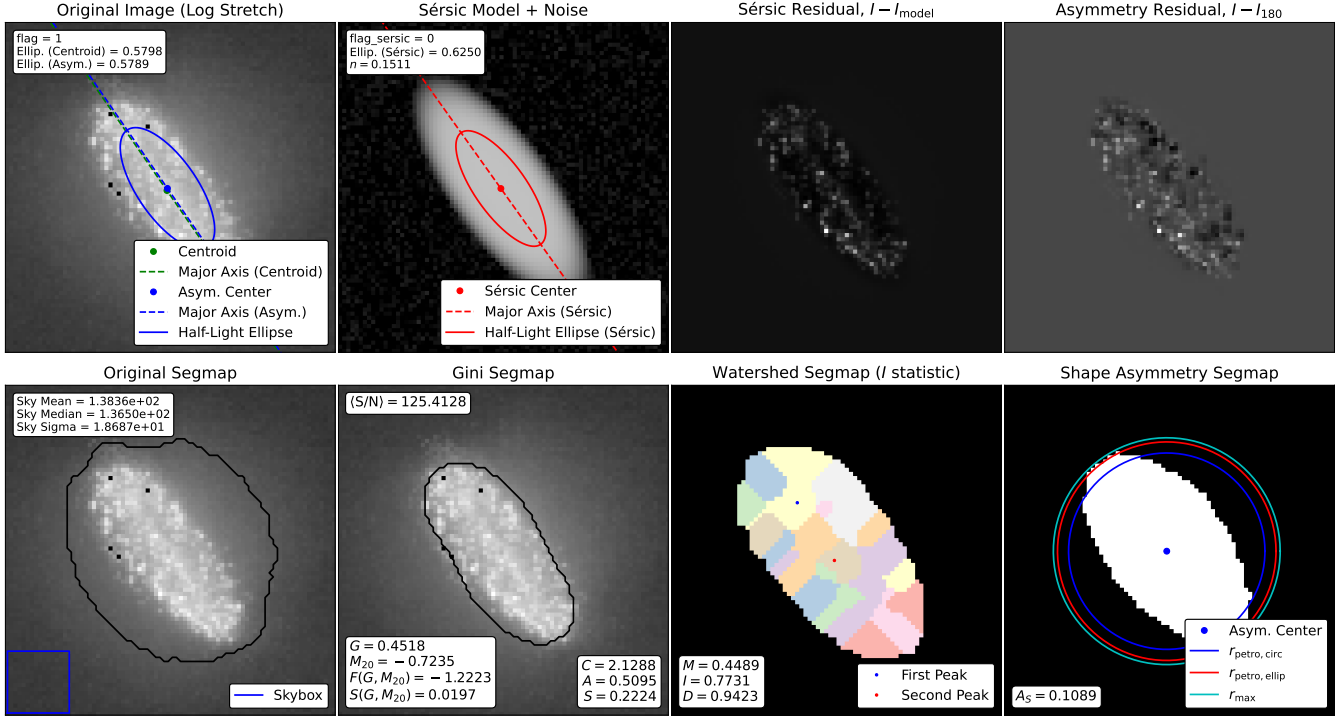 Original Image (Log Stretch)
flag = 1
Ellip. (Centroid) = 0.5798
Ellip. (Asym.) = 0.5789
Centroid
Major Axis (Centroid)
Asym. Center
Major Axis (Asym.)
Half-Light Ellipse
Sérsic Model + Noise
flag_sersic = 0
Ellip. (Sérsic) = 0.6250
n = 0.1511
Sérsic Center
Major Axis (Sérsic)
Half-Light Ellipse (Sérsic)
Sérsic Residual, I − I_model
Asymmetry Residual, I − I_180
Original Segmap
Sky Mean = 1.3836e+02
Sky Median = 1.3650e+02
Sky Sigma = 1.8687e+01
Skybox
Gini Segmap
⟨S/N⟩ = 125.4128
G = 0.4518
M_20 = −0.7235
F(G, M_20) = −1.2223
S(G, M_20) = 0.0197
C = 2.1288
A = 0.5095
S = 0.2224
Watershed Segmap (I statistic)
M = 0.4489
I = 0.7731
D = 0.9423
First Peak
Second Peak
Shape Asymmetry Segmap
A_S = 0.1089
Asym. Center
r_petro, circ
r_petro, ellip
r_max